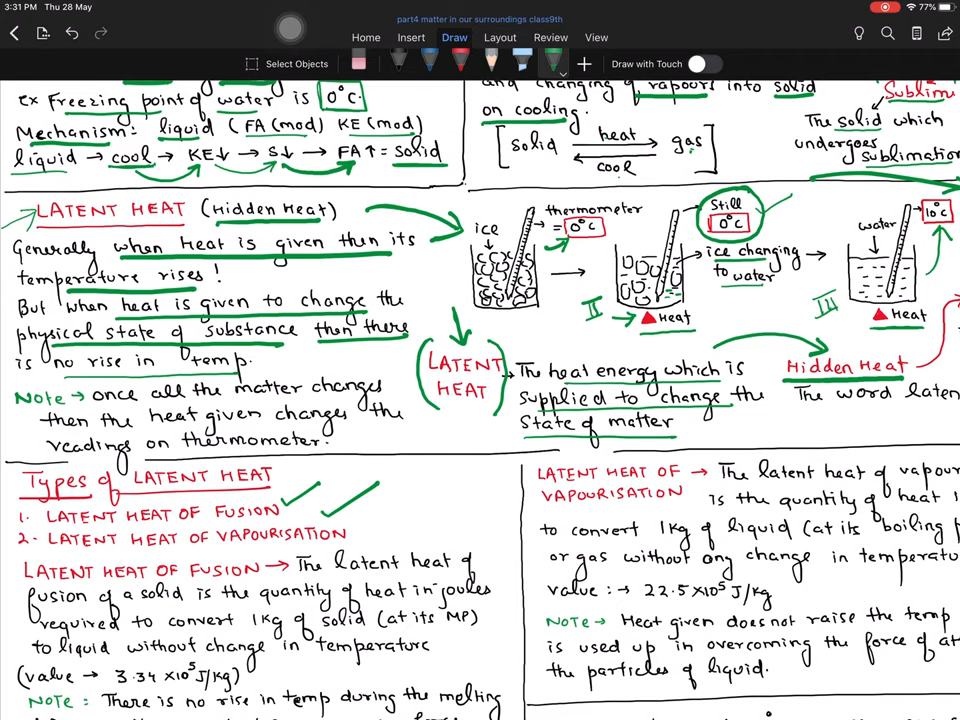 3:31 PM Thu 28 May
77%
part4 matter in our surroundings class9th
Home Insert Draw Layout Review View
Select Objects
Draw with Touch
ex Freezing point of water is 0°C.
Mechanism: liquid (FA(mod) KE(mod)
liquid → cool → KE↓ → S↓ → FA↑ = solid
and changing of vapours into solid
on cooling.
[solid heat gas]
cool
Sublim
The solid which
undergoes
sublimation
LATENT HEAT (Hidden Heat)
Generally when Heat is given then its
temperature rises!
But when heat is given to change the
physical state of substance then there
is no rise in temp.
Note → once all the matter changes
then the heat given changes the
readings on thermometer.
ice
thermometer
= 0°C
Still
0°C
ice changing →
to water
II → Heat
water
10°C
III
Heat
(LATENT
HEAT)
→ The heat energy which is
supplied to change the
State of matter
Hidden Heat
The word laten
Types of LATENT HEAT
1. LATENT HEAT OF FUSION
2. LATENT HEAT OF VAPOURISATION
LATENT HEAT OF FUSION → The latent heat of
fusion of a solid is the quantity of heat in joules
required to convert 1kg of solid (at its MP)
to liquid without change in temperature
(value → 3.34 ×10⁵J/kg)
NOTE: There is no rise in temp during the melting
LATENT HEAT OF → The latent heat of vapou
VAPOURISATION is the quantity of heat i
to convert 1kg of liquid (at its boiling p
or gas without any change in temperatu
value :→ 22.5×10⁵J/kg
NOTE → Heat given does not raise the temp
is used up in overcoming the force of at
the particles of liquid.